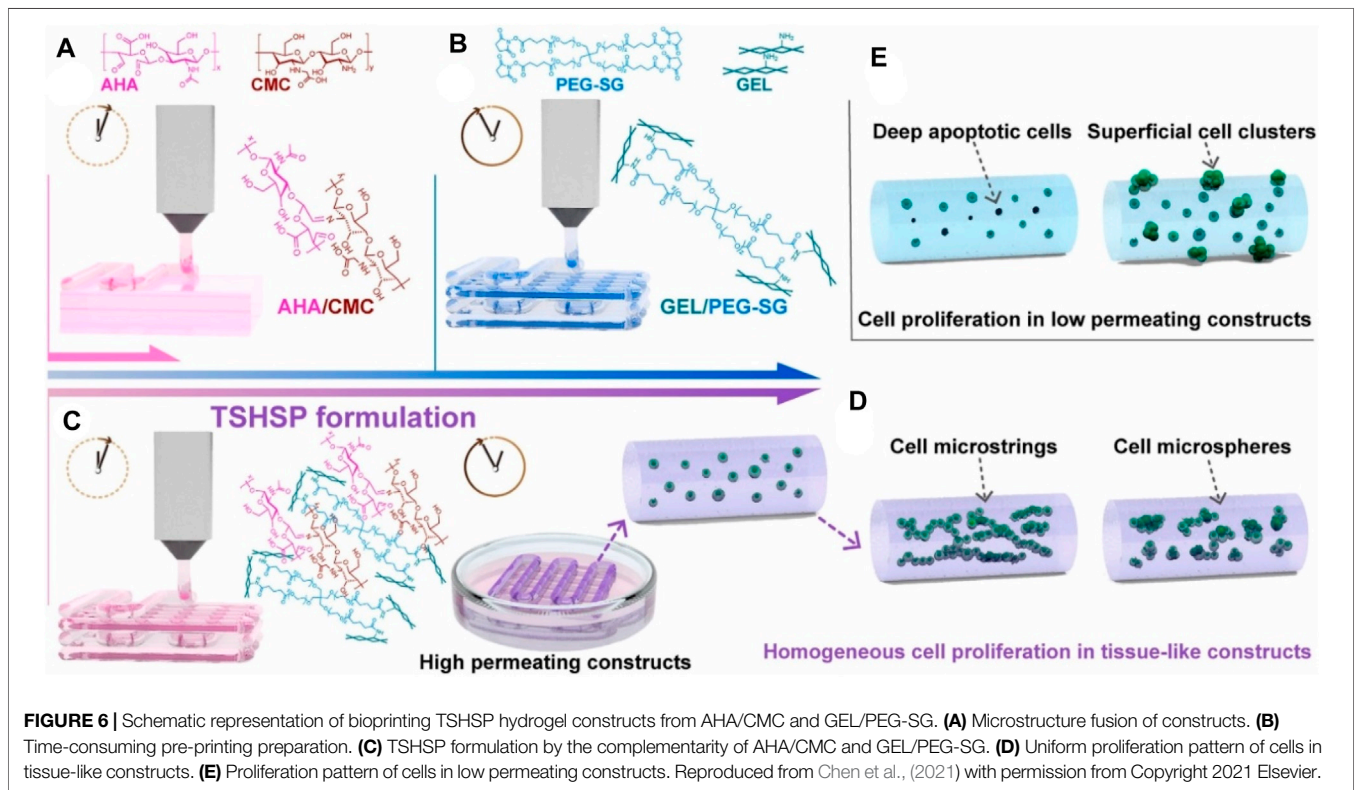 A
AHA
CMC
AHA/CMC
B
PEG-SG
GEL
GEL/PEG-SG
E
Deep apoptotic cells
Superficial cell clusters
Cell proliferation in low permeating constructs
C
TSHSP formulation
High permeating constructs
D
Cell microstrings
Cell microspheres
Homogeneous cell proliferation in tissue-like constructs
FIGURE 6 | Schematic representation of bioprinting TSHSP hydrogel constructs from AHA/CMC and GEL/PEG-SG. (A) Microstructure fusion of constructs. (B)
Time-consuming pre-printing preparation. (C) TSHSP formulation by the complementarity of AHA/CMC and GEL/PEG-SG. (D) Uniform proliferation pattern of cells in
tissue-like constructs. (E) Proliferation pattern of cells in low permeating constructs. Reproduced from Chen et al., (2021) with permission from Copyright 2021 Elsevier.